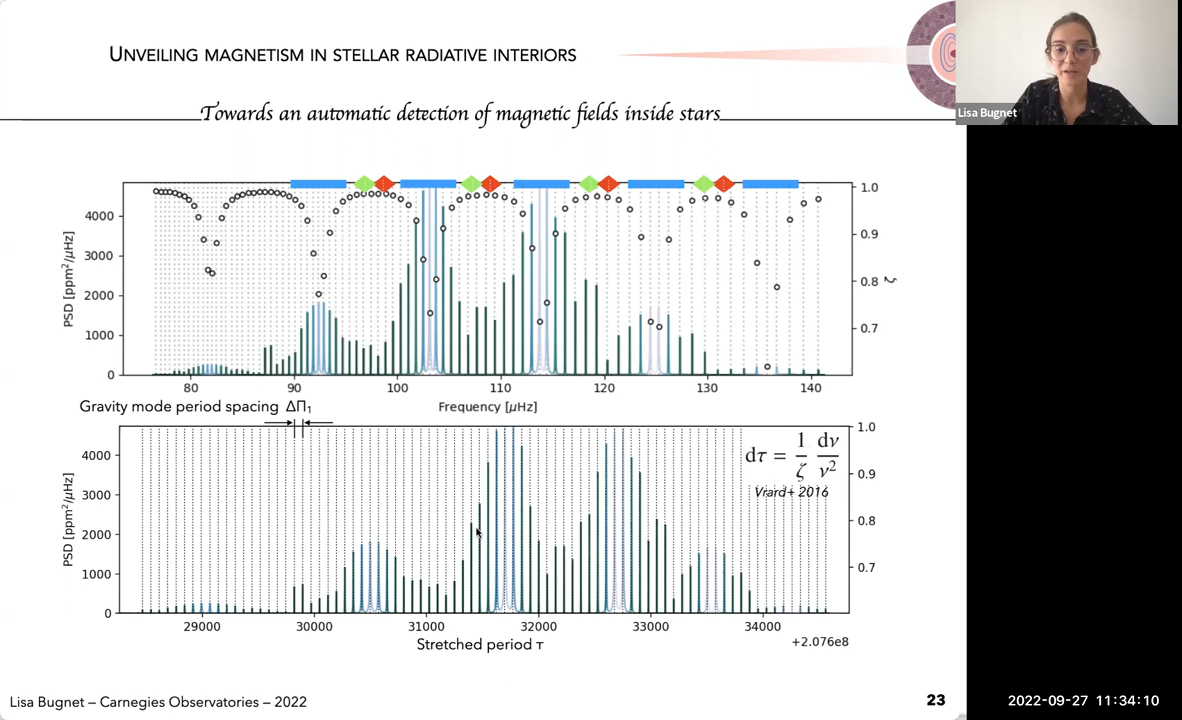 UNVEILING MAGNETISM IN STELLAR RADIATIVE INTERIORS
Lisa Bugnet
Towards an automatic detection of magnetic fields inside stars
PSD [ppm²/μHz]
4000
3000
2000
1000
0
1.0
0.9
0.8
0.7
ζ
80 90 100 110 120 130 140
Frequency [μHz]
Gravity mode period spacing ΔΠ₁
PSD [ppm²/μHz]
4000
3000
2000
1000
0
1.0
0.9
0.8
0.7
dτ = 1/ζ dν/ν²
Vrard+ 2016
29000 30000 31000 32000 33000 34000
+2.076e8
Stretched period τ
Lisa Bugnet – Carnegies Observatories – 2022
23
2022-09-27 11:34:10